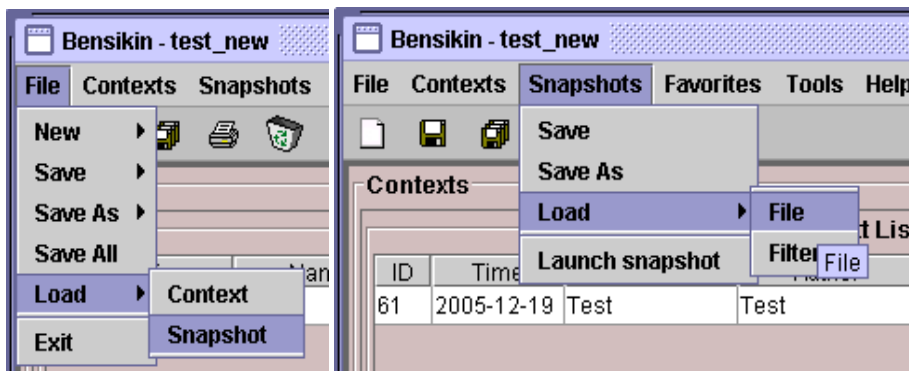 Bensikin - test_new
File Contexts Snapshots
New
Save
Save As
Save All
Load
Context
Snapshot
Exit
Bensikin - test_new
File Contexts Snapshots Favorites Tools Help
Save
Save As
Load
File
Filter
File
Launch snapshot
Contexts
ID Time
61 2005-12-19 Test Test